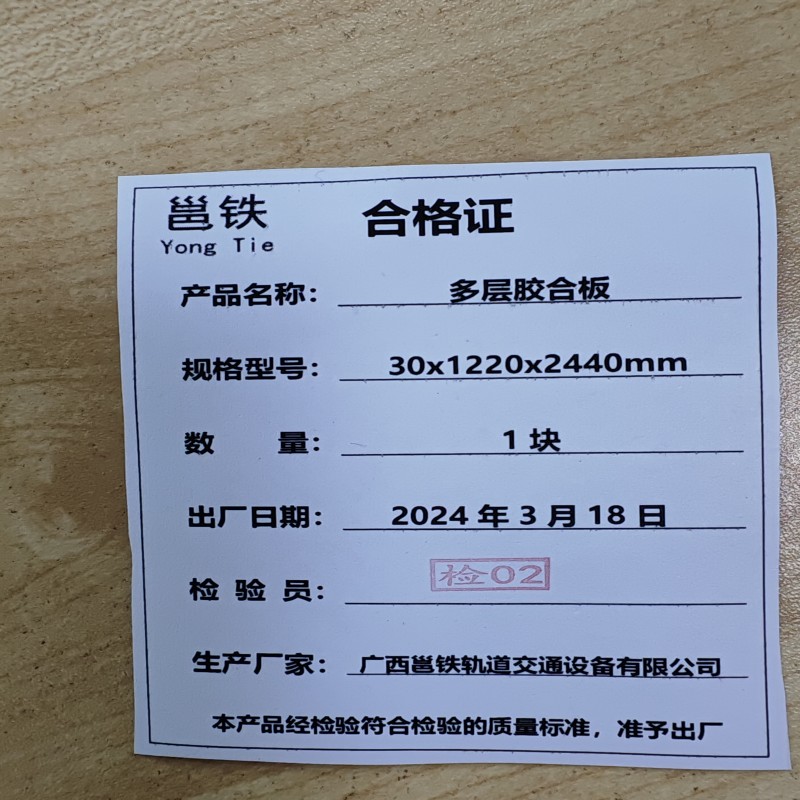 邕铁 合格证
Yong Tie
产品名称： 多层胶合板
规格型号： 30x1220x2440mm
数 量： 1 块
出厂日期： 2024 年 3 月 18 日
检 验 员： 检02
生产厂家： 广西邕铁轨道交通设备有限公司
本产品经检验符合检验的质量标准，准予出厂